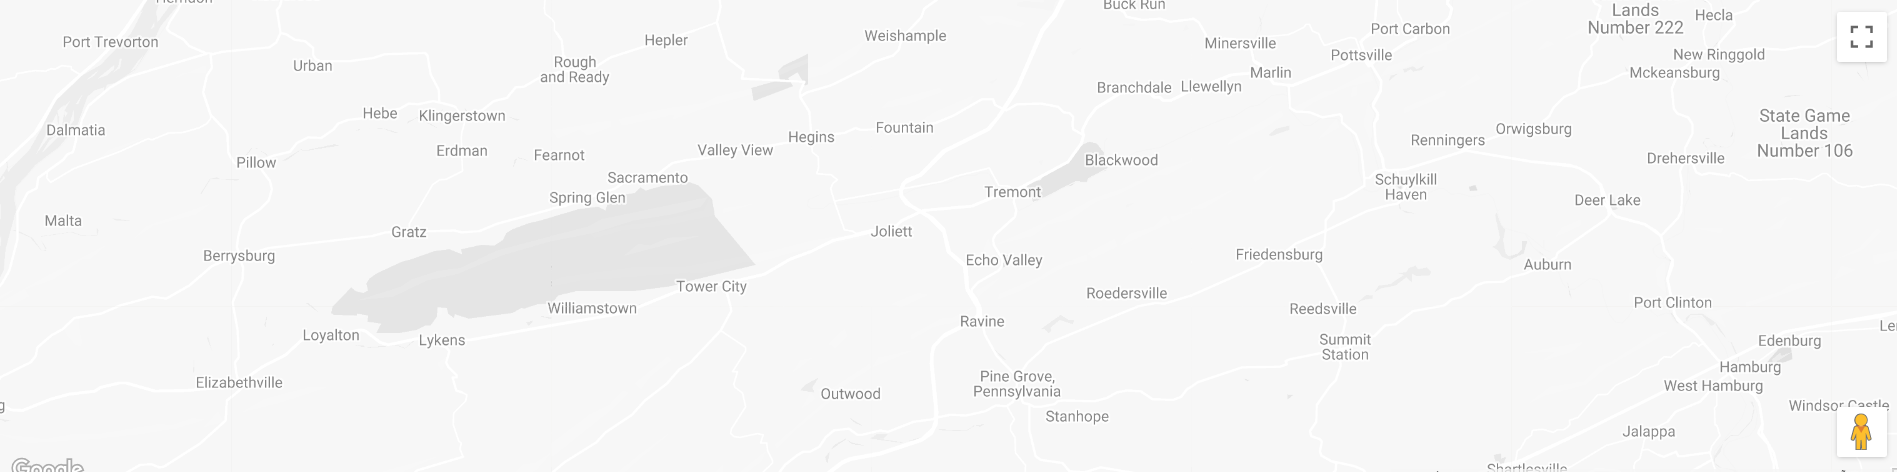 Herndon
Buck Run
Lands
Number 222
Hecla
Port Trevorton
Hepler
Weishample
Minersville
Port Carbon
Pottsville
New Ringgold
Urban
Rough
and Ready
Marlin
Mckeansburg
Branchdale
Llewellyn
Hebe
Klingerstown
State Game
Lands
Number 106
Dalmatia
Fountain
Hegins
Orwigsburg
Renningers
Erdman
Fearnot
Valley View
Pillow
Blackwood
Drehersville
Sacramento
Spring Glen
Tremont
Schuylkill
Haven
Deer Lake
Malta
Gratz
Joliett
Berrysburg
Echo Valley
Friedensburg
Auburn
Tower City
Roedersville
Williamstown
Reedsville
Port Clinton
Ravine
Loyalton
Lykens
Summit
Station
Edenburg
Hamburg
Elizabethville
Pine Grove,
Pennsylvania
West Hamburg
Outwood
Stanhope
Windsor Castle
Jalappa
Shartlesville
Google